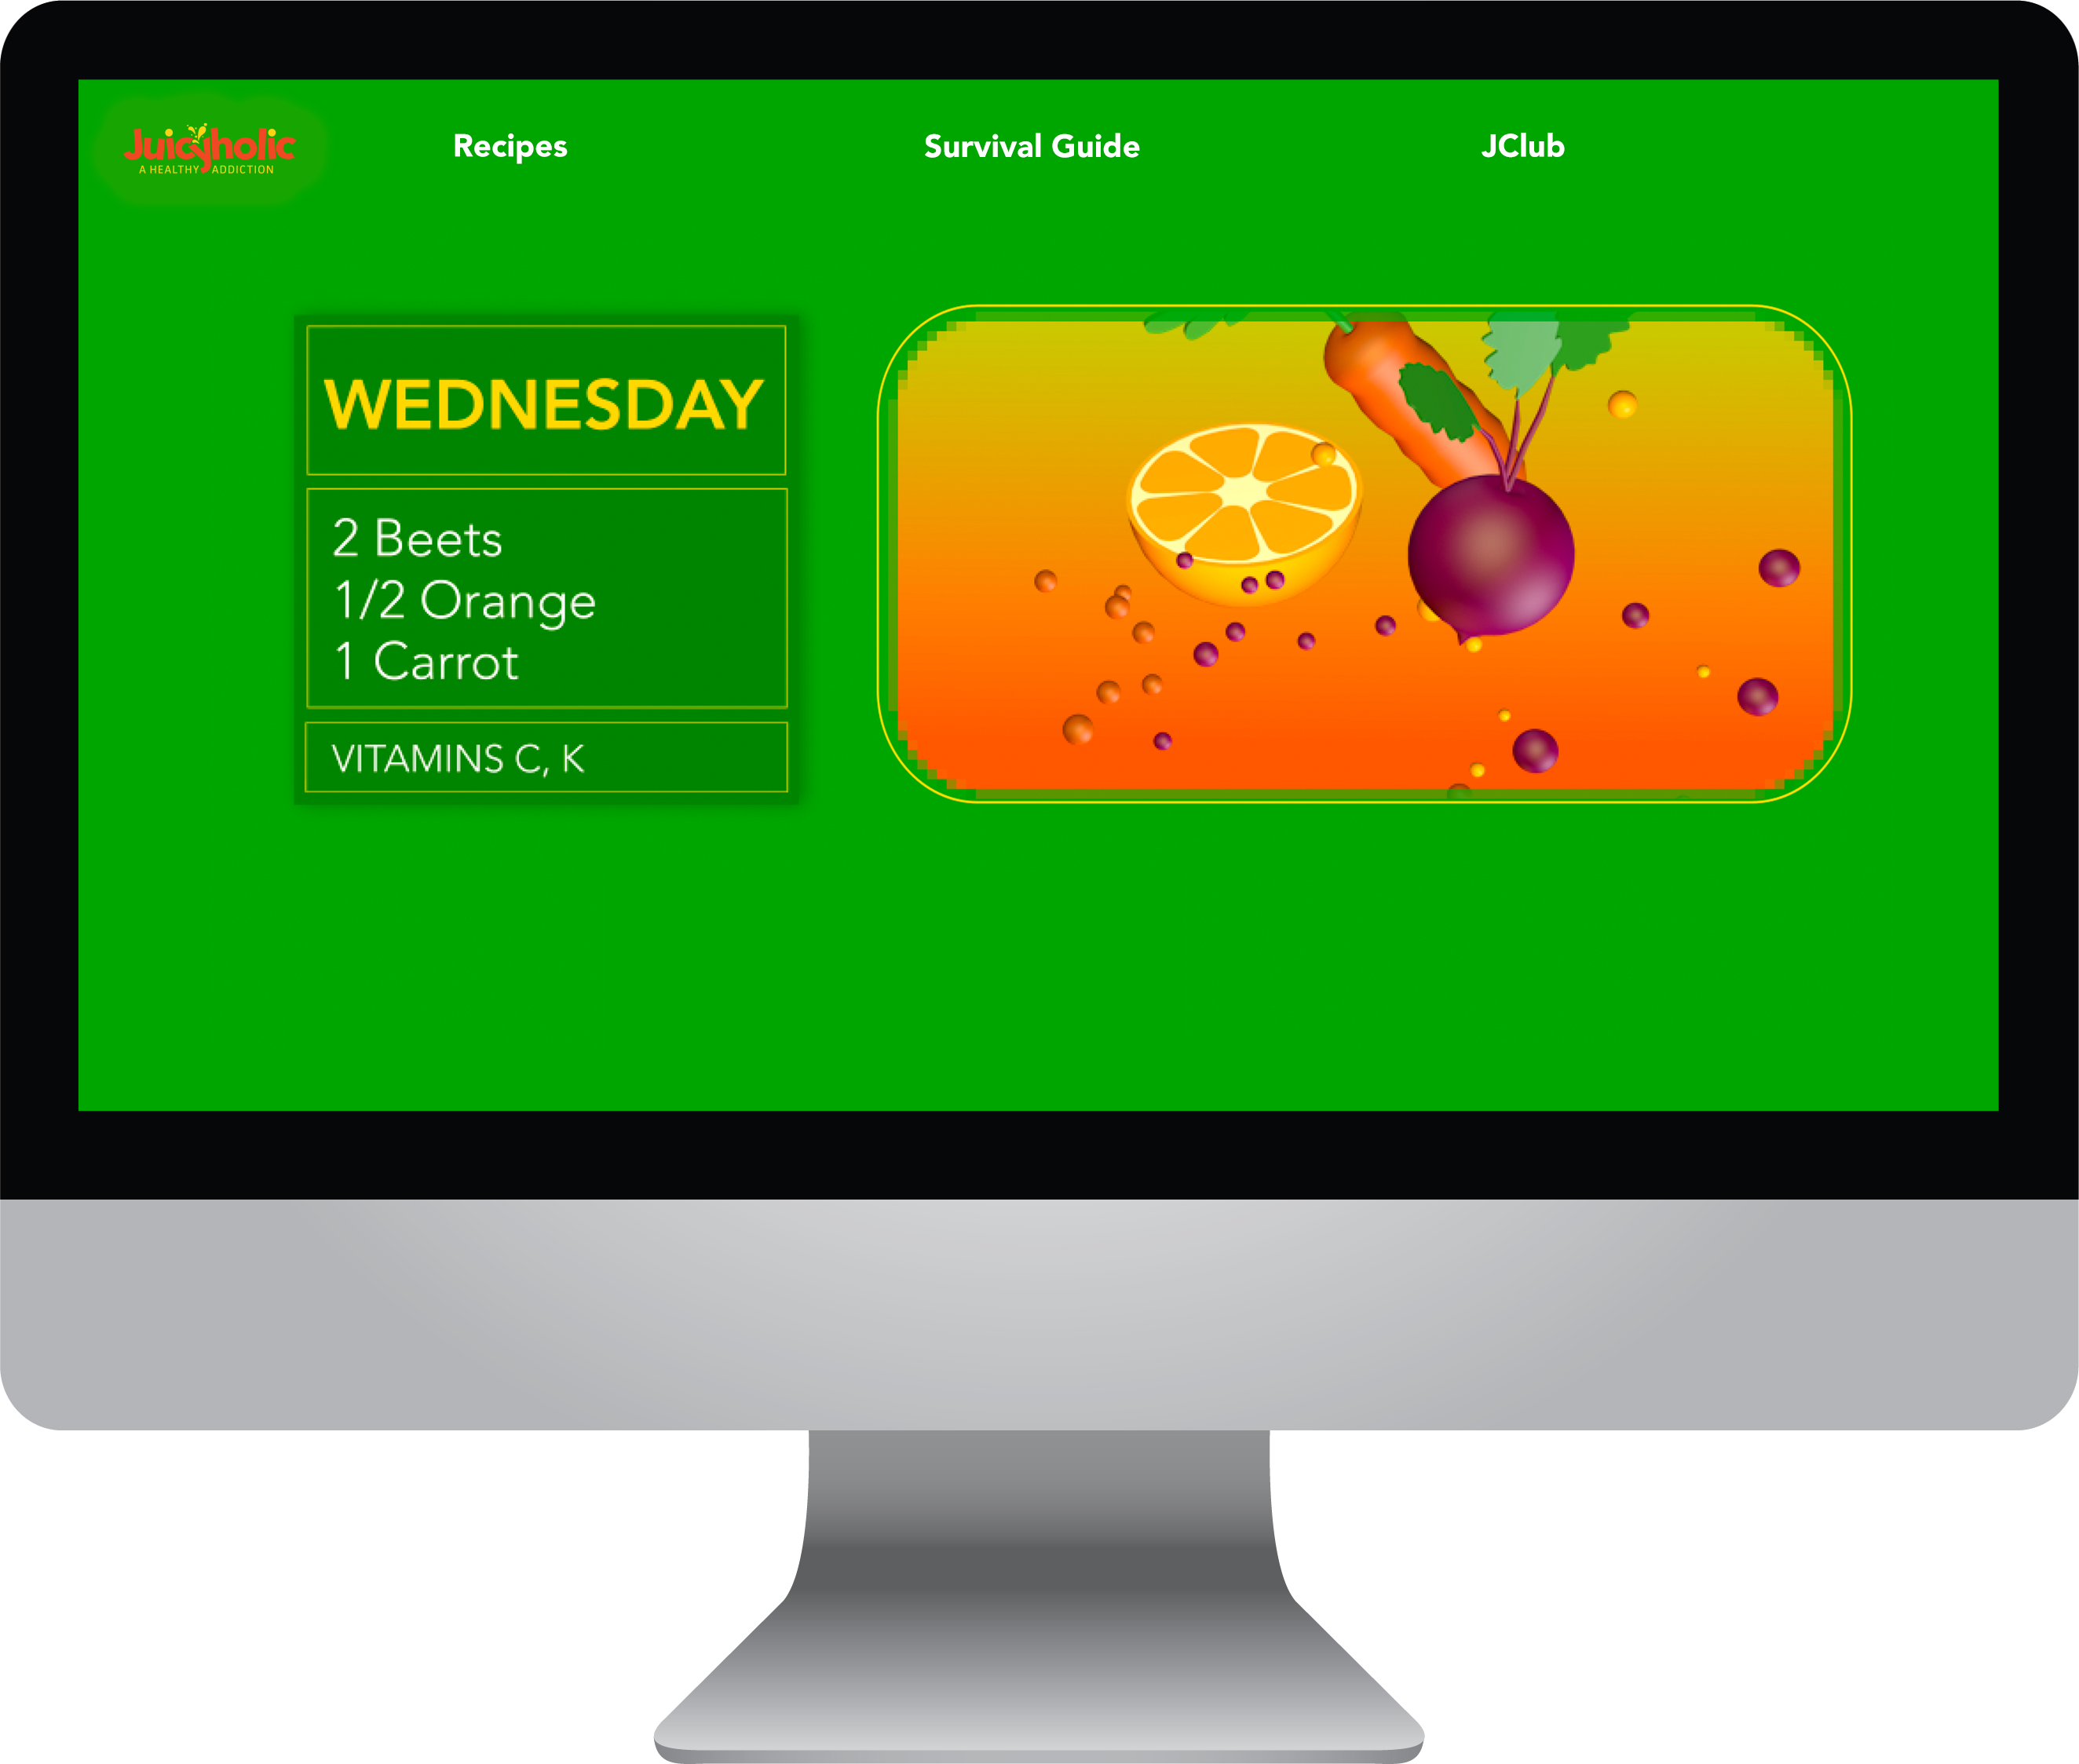 Juicyholic
A HEALTHY ADDICTION
Recipes
Survival Guide
JClub
WEDNESDAY
2 Beets
1/2 Orange
1 Carrot
VITAMINS C, K